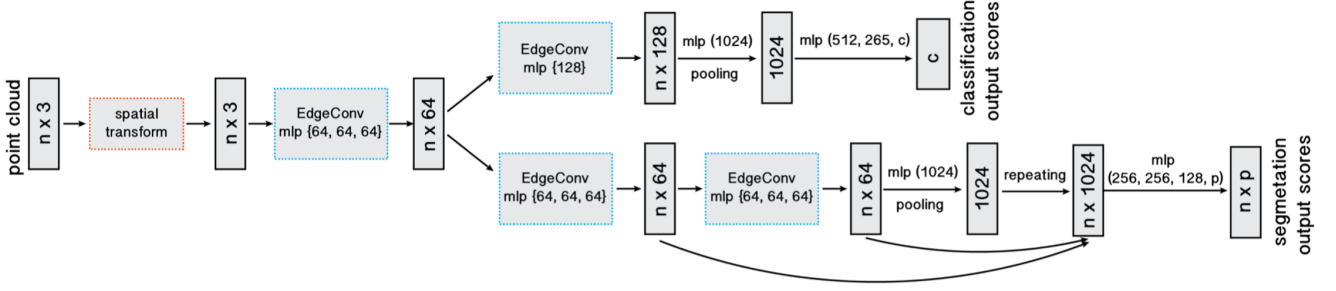 point cloud
n x 3
spatial
transform
n x 3
EdgeConv
mlp {64, 64, 64}
n x 64
EdgeConv
mlp {128}
n x 128
mlp (1024)
pooling
1024
mlp (512, 265, c)
c
classification
output scores
EdgeConv
mlp {64, 64, 64}
n x 64
EdgeConv
mlp {64, 64, 64}
n x 64
mlp (1024)
pooling
1024
repeating
n x 1024
mlp
(256, 256, 128, p)
n x p
segmetation
output scores